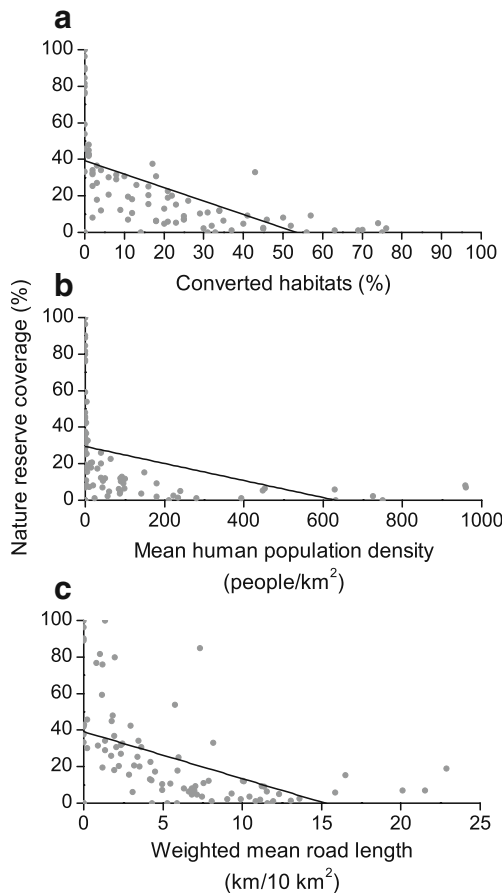 a
100
80
60
40
20
0
0 10 20 30 40 50 60 70 80 90 100
Converted habitats (%)
Nature reserve coverage (%)
b
100
80
60
40
20
0
0 200 400 600 800 1000
Mean human population density
(people/km²)
c
100
80
60
40
20
0
0 5 10 15 20 25
Weighted mean road length
(km/10 km²)